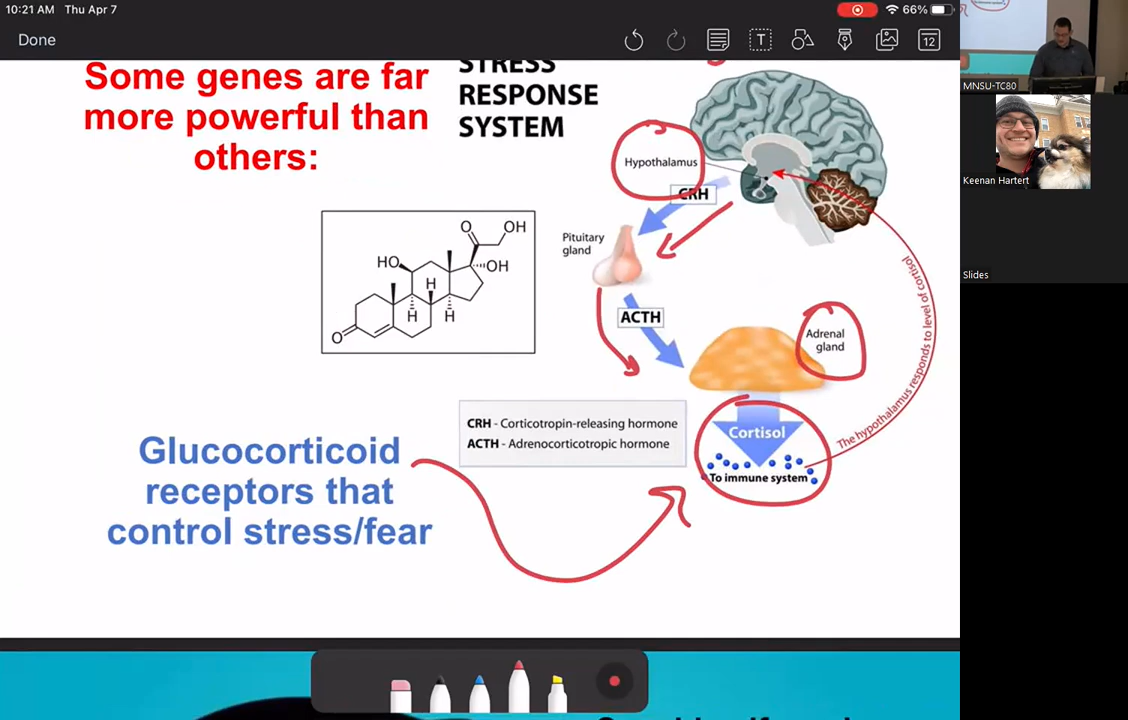 10:21 AM Thu Apr 7
66%
Done
T
12
Some genes are far
more powerful than
others:
STRESS
RESPONSE
SYSTEM
Hypothalamus
CRH
Pituitary
gland
ACTH
Adrenal
gland
O
OH
HO
OH
H
H
H
O
CRH - Corticotropin-releasing hormone
ACTH - Adrenocorticotropic hormone
Cortisol
To immune system
The hypothalamus responds to level of cortisol
Glucocorticoid
receptors that
control stress/fear
MNSU-TC80
Keenan Hartert
Slides